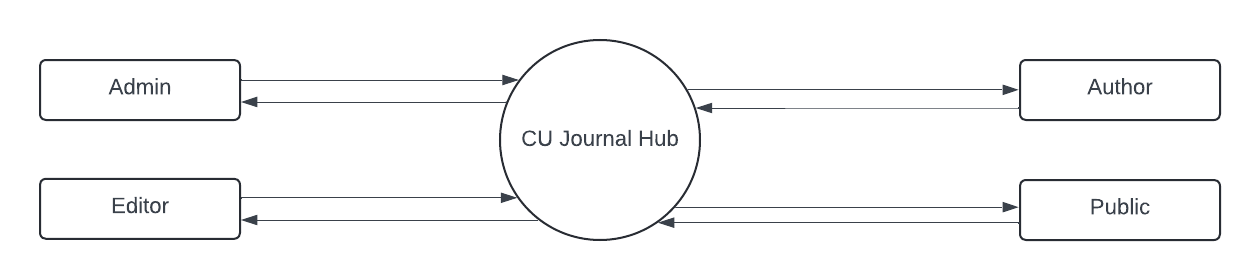 Admin
Author
CU Journal Hub
Editor
Public